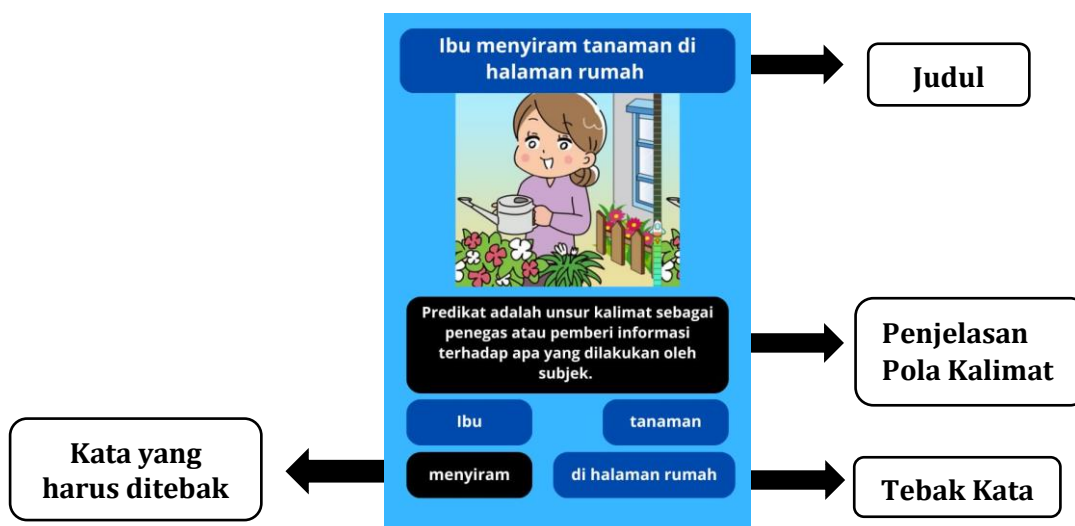 Ibu menyiram tanaman di
halaman rumah
Judul
Predikat adalah unsur kalimat sebagai
penegas atau pemberi informasi
terhadap apa yang dilakukan oleh
subjek.
Penjelasan
Pola Kalimat
Ibu
tanaman
Kata yang
harus ditebak
menyiram
di halaman rumah
Tebak Kata